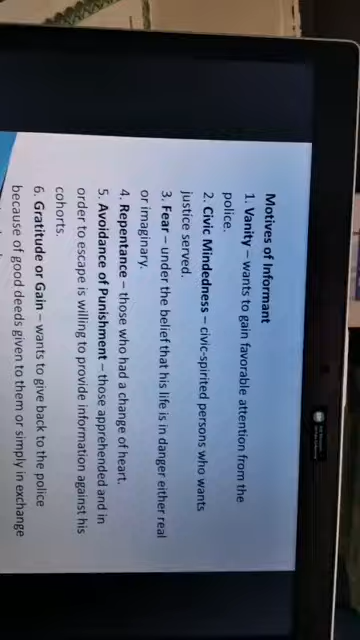 Motives of Informant
1. Vanity – wants to gain favorable attention from the
police.
2. Civic Mindedness – civic-spirited persons who wants
justice served.
3. Fear – under the belief that his life is in danger either real
or imaginary.
4. Repentance – those who had a change of heart.
5. Avoidance of Punishment – those apprehended and in
order to escape is willing to provide information against his
cohorts.
6. Gratitude or Gain – wants to give back to the police
because of good deeds given to them or simply in exchange